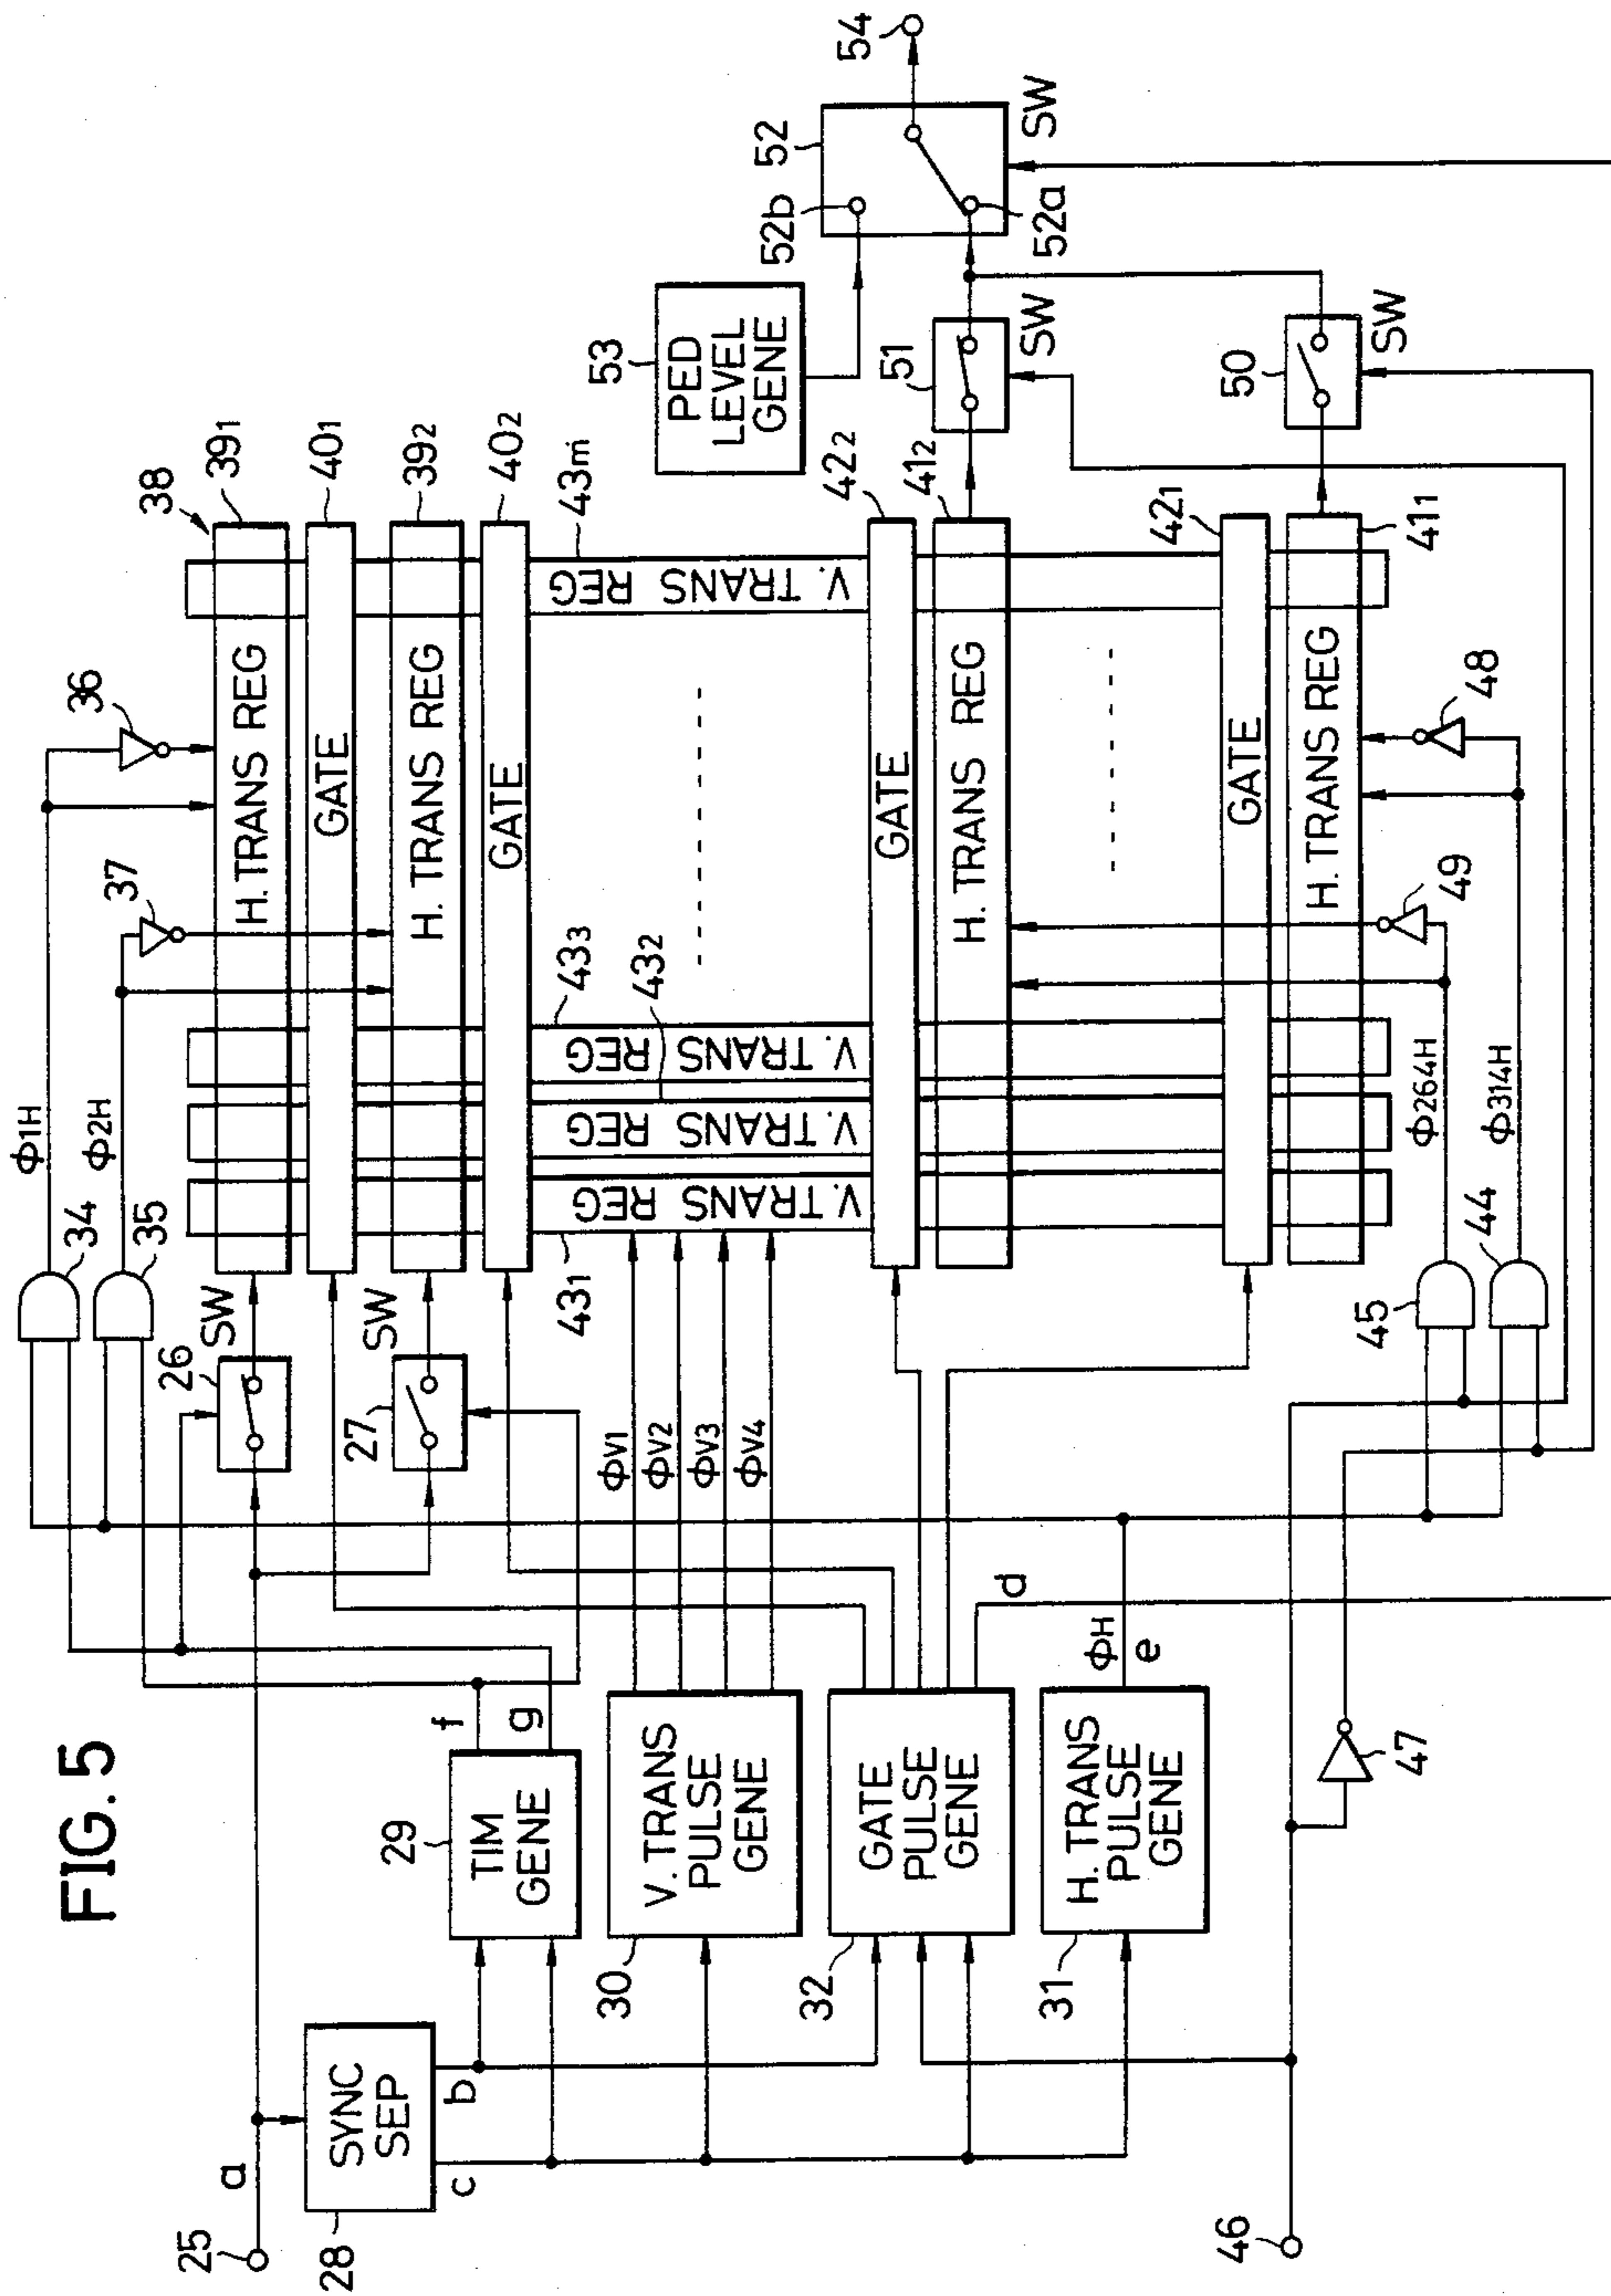 FIG. 5
25
a
28
SYNC
SEP
b
c
29
TIM
GENE
f
g
30
V. TRANS
PULSE
GENE
ΦV1
ΦV2
ΦV3
ΦV4
32
GATE
PULSE
GENE
d
31
H. TRANS
PULSE
GENE
ΦH
e
46
47
34
35
Φ1H
Φ2H
36
37
26
SW
27
SW
38
H. TRANS REG
391
GATE
401
H. TRANS REG
392
GATE
402
431
V. TRANS
REG
432
V. TRANS
REG
433
V. TRANS
REG
43m
V. TRANS
REG
GATE
422
H. TRANS REG
412
GATE
421
H. TRANS REG
411
45
44
Φ264H
Φ314H
49
48
53
PED
LEVEL
GENE
51
SW
50
SW
52
52b
52a
SW
54